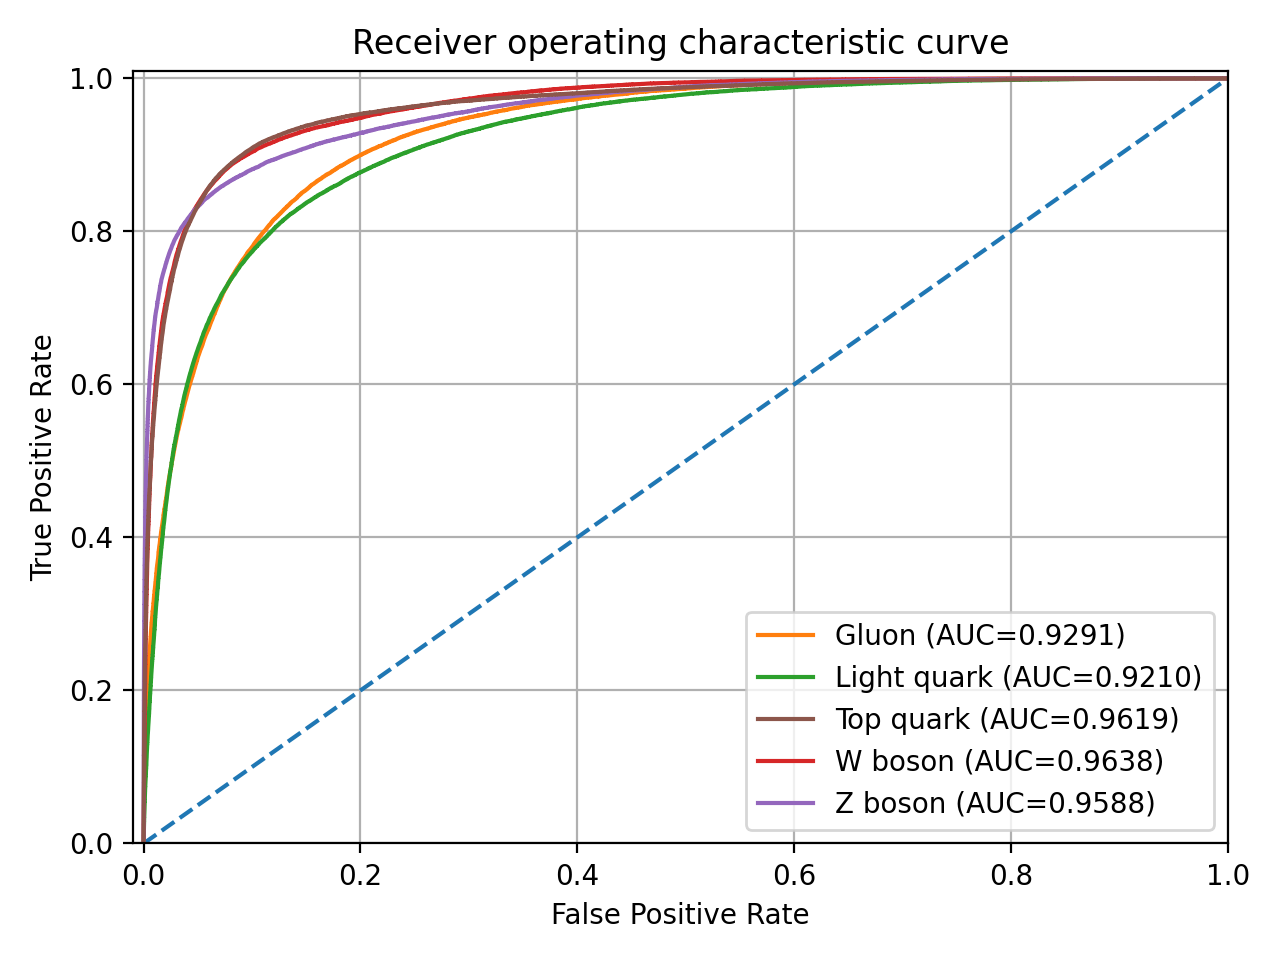 Receiver operating characteristic curve
True Positive Rate
1.0
0.8
0.6
0.4
0.2
0.0
Gluon (AUC=0.9291)
Light quark (AUC=0.9210)
Top quark (AUC=0.9619)
W boson (AUC=0.9638)
Z boson (AUC=0.9588)
0.0 0.2 0.4 0.6 0.8 1.0
False Positive Rate